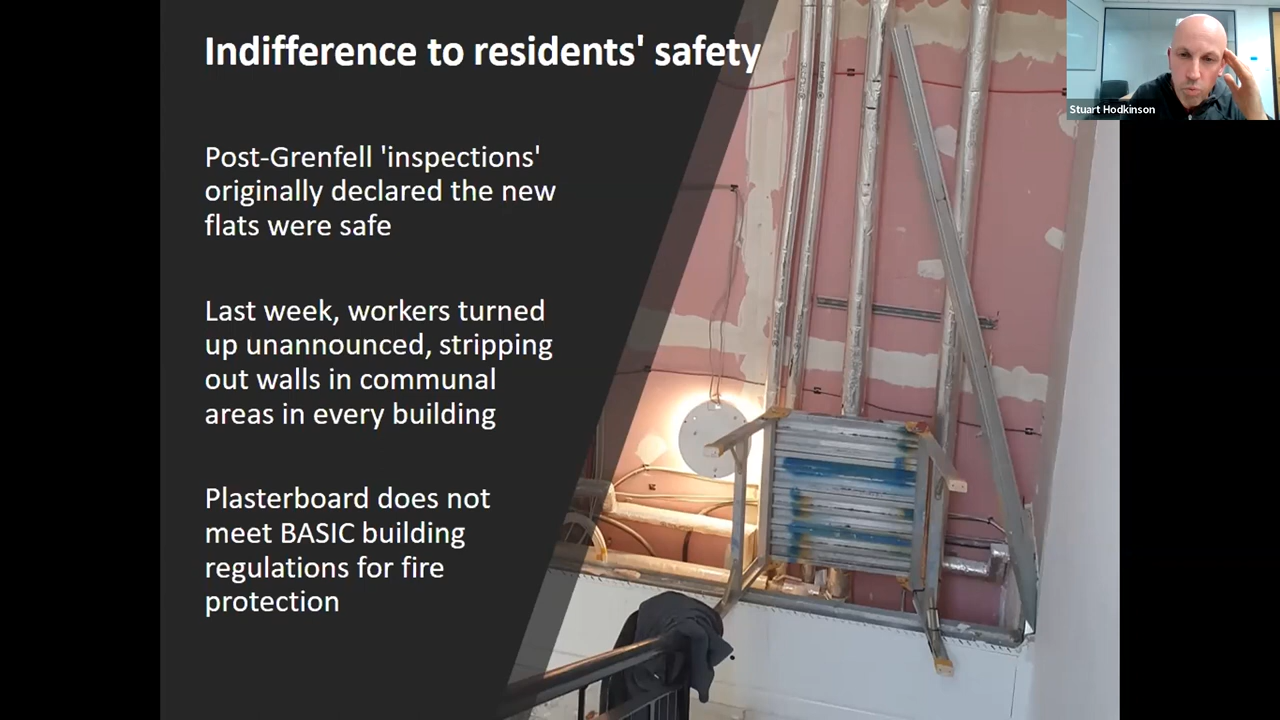 Indifference to residents' safety
Stuart Hodkinson
Post-Grenfell 'inspections'
originally declared the new
flats were safe
Last week, workers turned
up unannounced, stripping
out walls in communal
areas in every building
Plasterboard does not
meet BASIC building
regulations for fire
protection